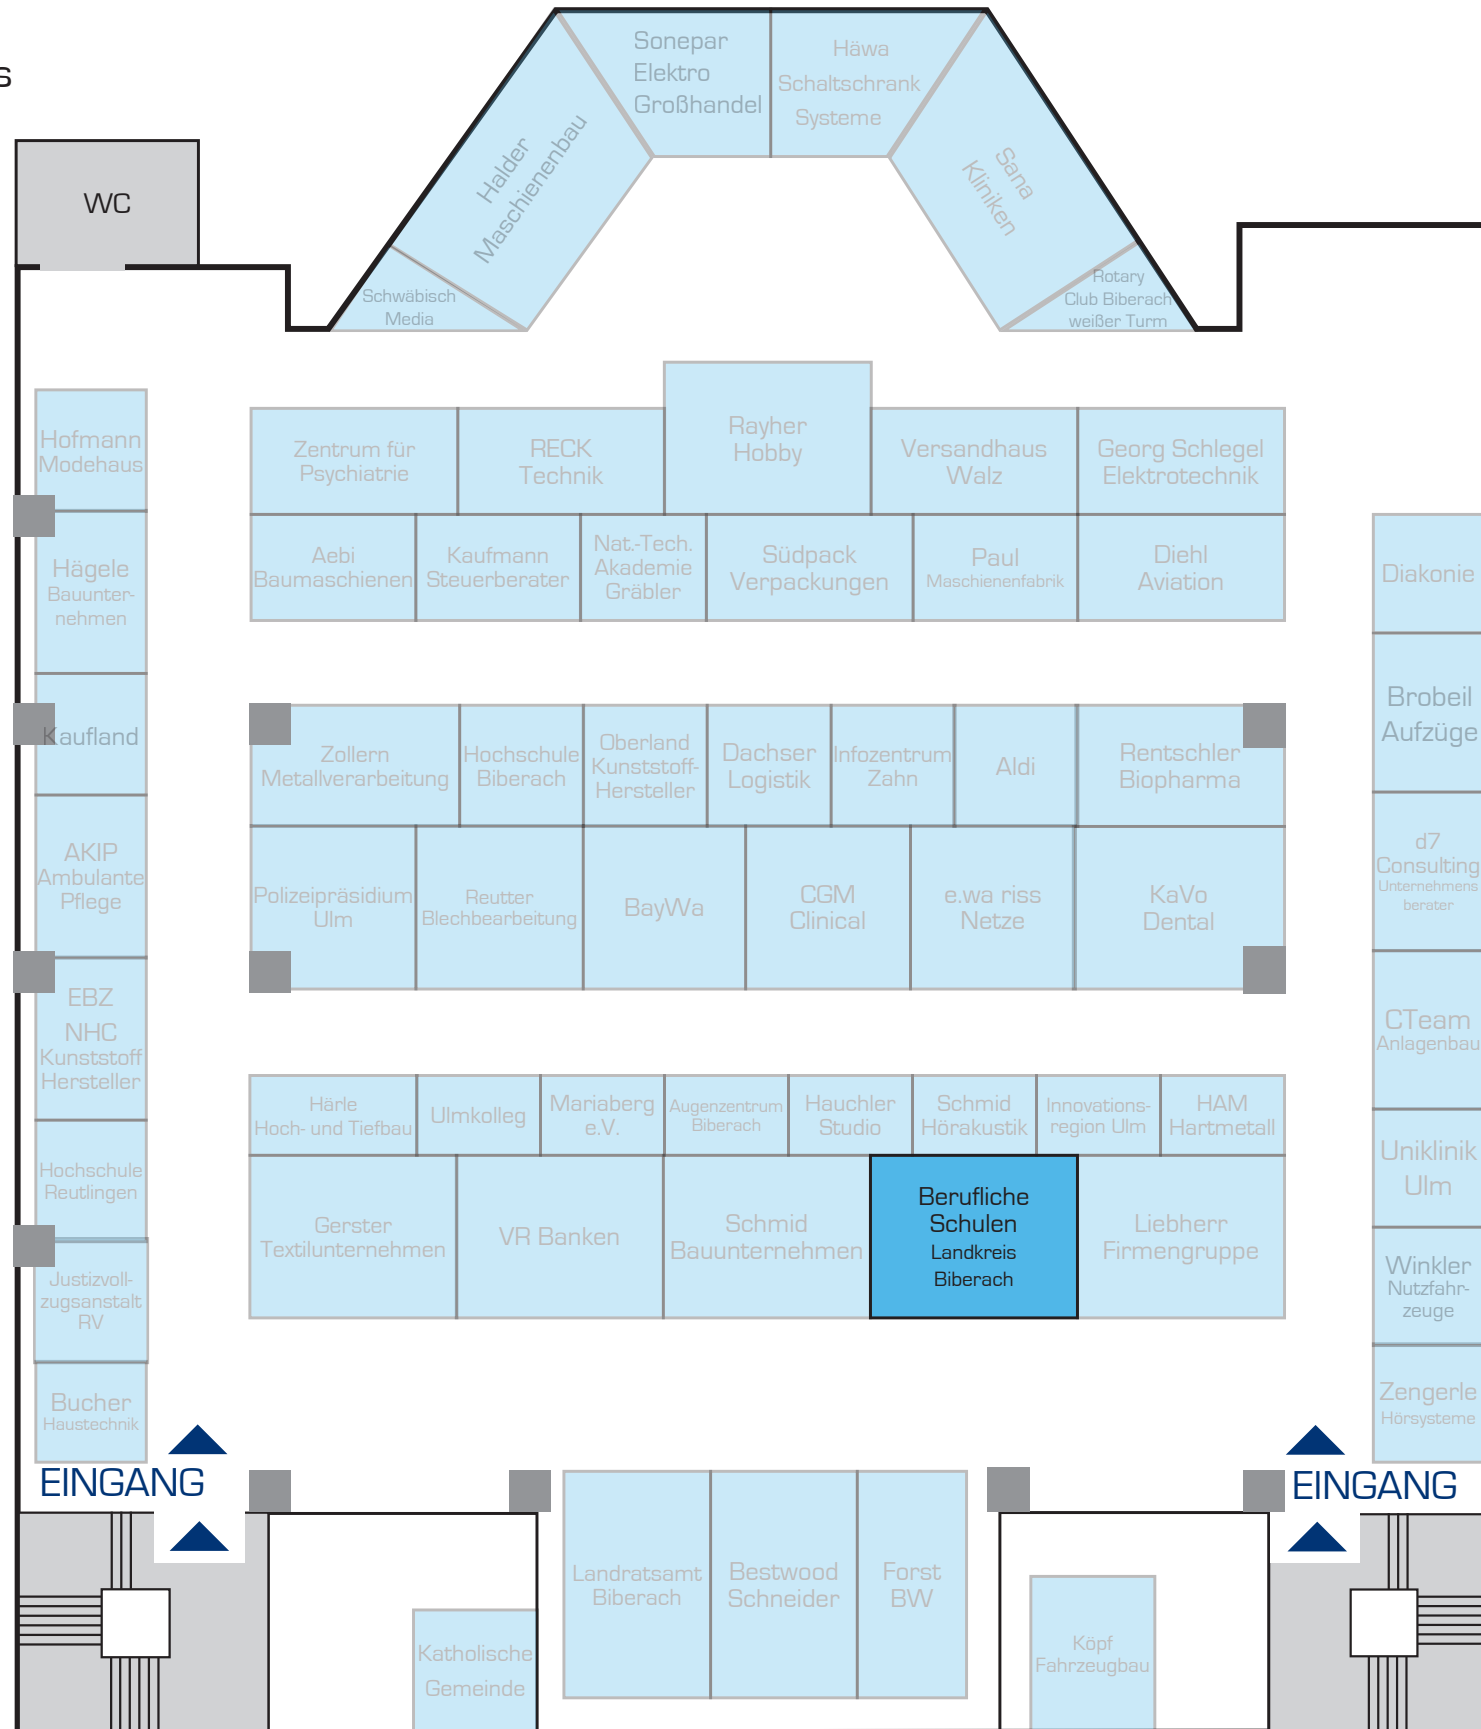 s
Sonepar
Elektro
Großhandel
Häwa
Schaltschrank
Systeme
Halder
Maschienenbau
Sana
Kliniken
WC
Schwäbisch
Media
Rotary
Club Biberach
weißer Turm
Hofmann
Modehaus
Hägele
Bauunter-
nehmen
Kaufland
AKIP
Ambulante
Pflege
EBZ
NHC
Kunststoff
Hersteller
Hochschule
Reutlingen
Justizvoll-
zugsanstalt
RV
Bucher
Haustechnik
Zentrum für
Psychiatrie
RECK
Technik
Rayher
Hobby
Versandhaus
Walz
Georg Schlegel
Elektrotechnik
Aebi
Baumaschienen
Kaufmann
Steuerberater
Nat.-Tech.
Akademie
Gräbler
Südpack
Verpackungen
Paul
Maschienenfabrik
Diehl
Aviation
Zollern
Metallverarbeitung
Hochschule
Biberach
Oberland
Kunststoff-
Hersteller
Dachser
Logistik
Infozentrum
Zahn
Aldi
Rentschler
Biopharma
Polizeipräsidium
Ulm
Reutter
Blechbearbeitung
BayWa
CGM
Clinical
e.wa riss
Netze
KaVo
Dental
Härle
Hoch- und Tiefbau
Ulmkolleg
Mariaberg
e.V.
Augenzentrum
Biberach
Hauchler
Studio
Schmid
Hörakustik
Innovations-
region Ulm
HAM
Hartmetall
Gerster
Textilunternehmen
VR Banken
Schmid
Bauunternehmen
Berufliche
Schulen
Landkreis
Biberach
Liebherr
Firmengruppe
Diakonie
Brobeil
Aufzüge
d7
Consulting
Unternehmens
berater
CTeam
Anlagenbau
Uniklinik
Ulm
Winkler
Nutzfahr-
zeuge
Zengerle
Hörsysteme
EINGANG
EINGANG
Landratsamt
Biberach
Bestwood
Schneider
Forst
BW
Katholische
Gemeinde
Köpf
Fahrzeugbau